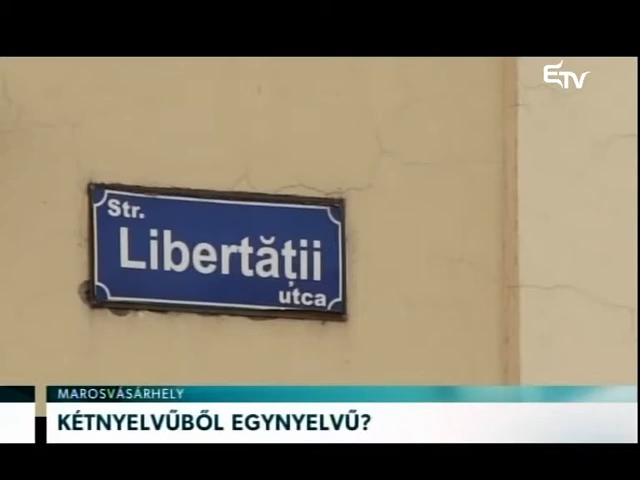 ETV
Str.
Libertății
utca
MAROSVÁSÁRHELY
KÉTNYELVŰBŐL EGYNYELVŰ?